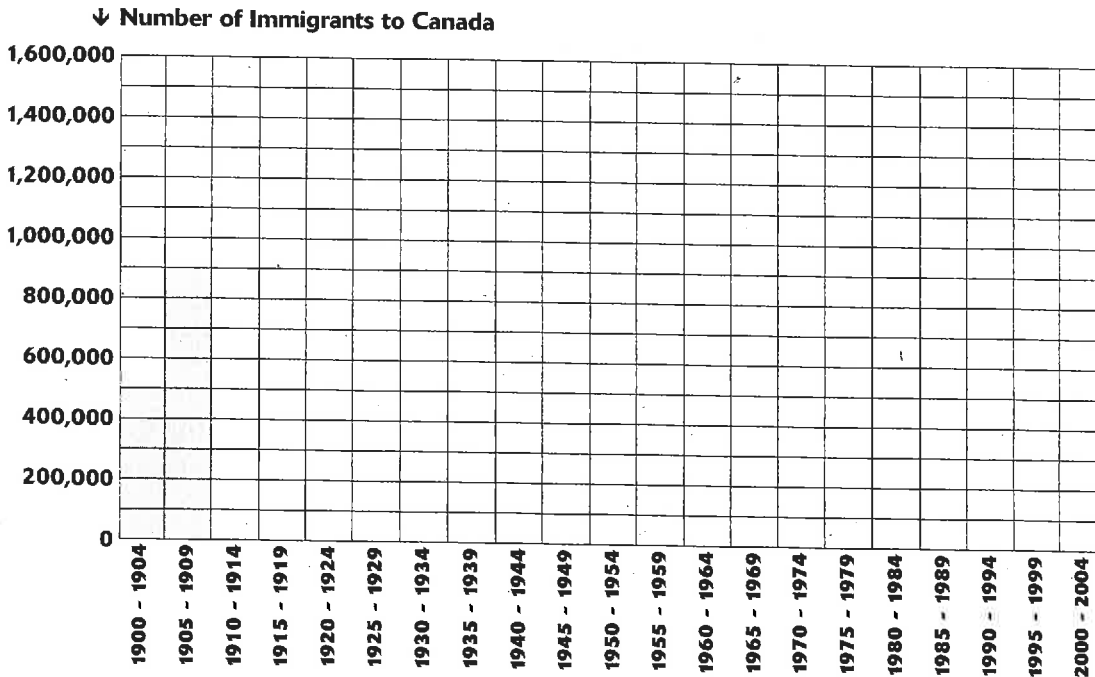 ↓ Number of Immigrants to Canada
1,600,000
1,400,000
1,200,000
1,000,000
800,000
600,000
400,000
200,000
0
1900 - 1904
1905 - 1909
1910 - 1914
1915 - 1919
1920 - 1924
1925 - 1929
1930 - 1934
1935 - 1939
1940 - 1944
1945 - 1949
1950 - 1954
1955 - 1959
1960 - 1964
1965 - 1969
1970 - 1974
1975 - 1979
1980 - 1984
1985 - 1989
1990 - 1994
1995 - 1999
2000 - 2004